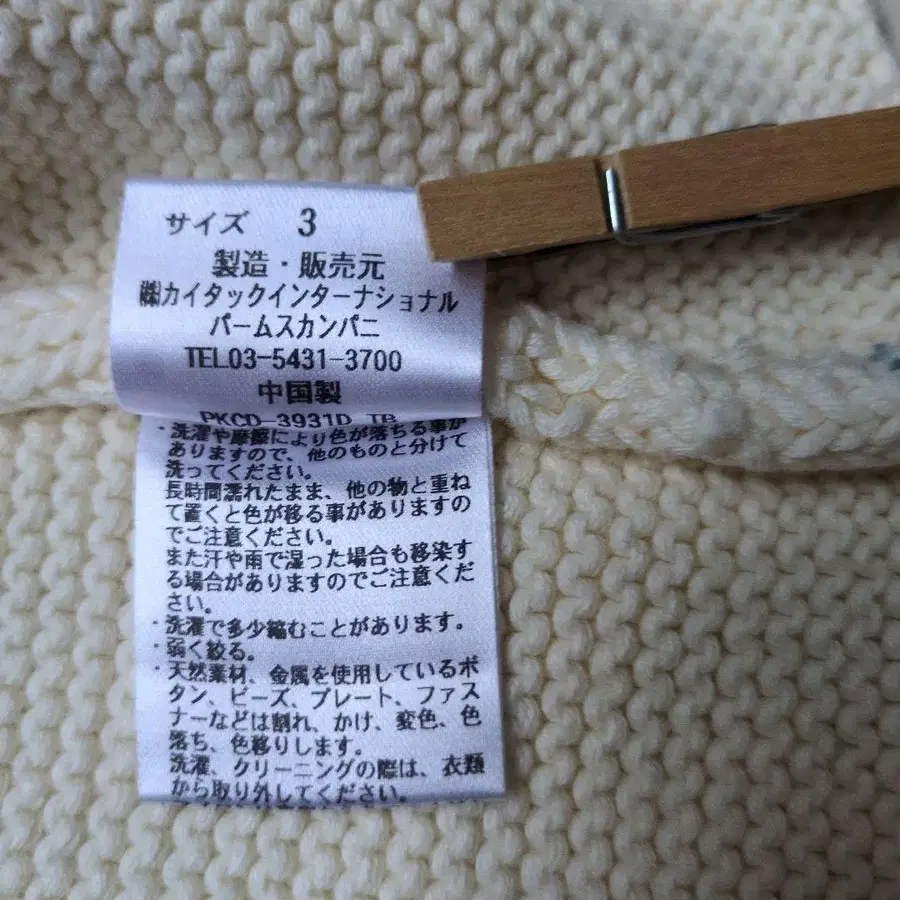 サイズ 3
製造・販売元
㈱カイタックインターナショナル
パームスカンパニ
TEL03-5431-3700
中国製
PKCD-3931D TB
・洗濯や摩擦により色が落ちる事が
ありますので、他のものと分けて
洗ってください。
長時間濡れたまま、他の物と重ね
て置くと色が移る事がありますの
でご注意ください。
また汗や雨で湿った場合も移染す
る場合がありますのでご注意くだ
さい。
・洗濯で多少縮むことがあります。
・弱く絞る。
・天然素材、金属を使用しているボ
タン、ビーズ、プレート、ファス
ナーなどは割れ、かけ、変色、色
落ち、色移りします。
洗濯、クリーニングの際は、衣類
から取り外してください。